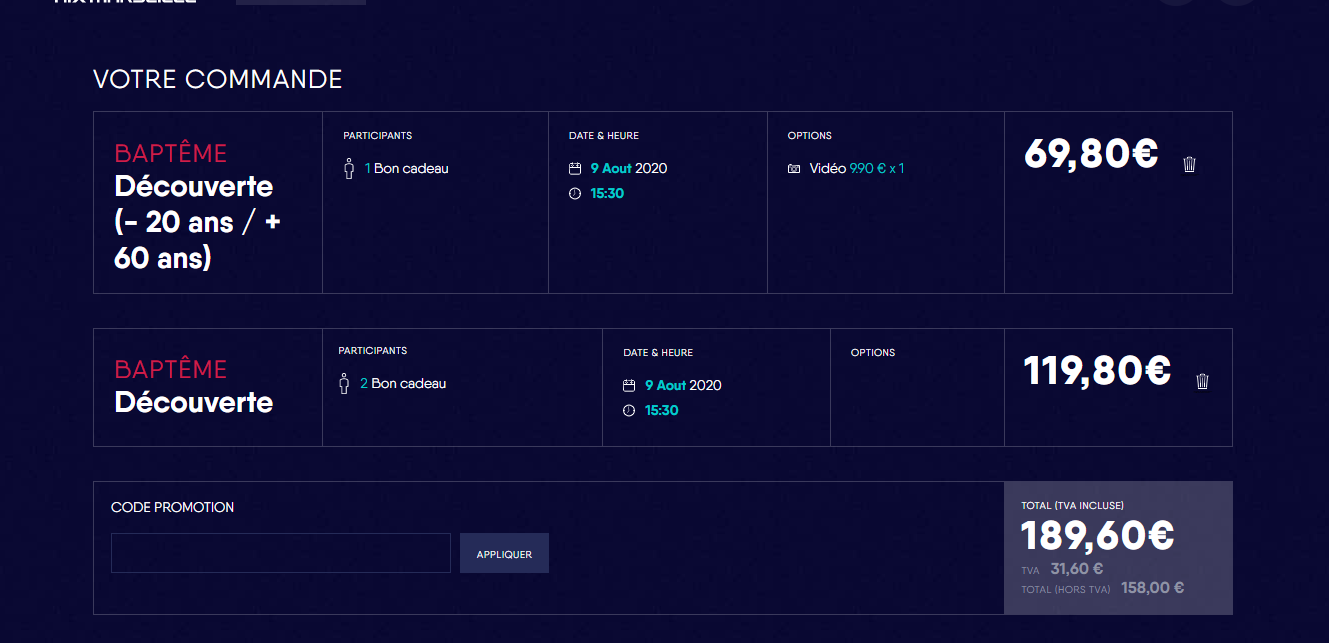 VOTRE COMMANDE
BAPTÊME
Découverte
(- 20 ans / +
60 ans)
PARTICIPANTS
1 Bon cadeau
DATE & HEURE
9 Aout 2020
15:30
OPTIONS
Vidéo 9.90 € x 1
69,80€
BAPTÊME
Découverte
PARTICIPANTS
2 Bon cadeau
DATE & HEURE
9 Aout 2020
15:30
OPTIONS
119,80€
CODE PROMOTION
APPLIQUER
TOTAL (TVA INCLUSE)
189,60€
TVA 31,60 €
TOTAL (HORS TVA) 158,00 €